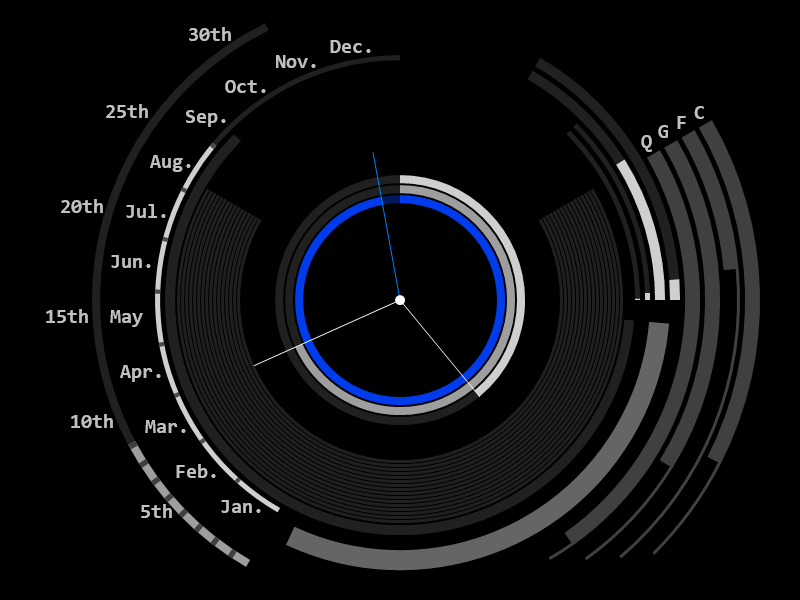 30th
25th
20th
15th
10th
5th
Dec.
Nov.
Oct.
Sep.
Aug.
Jul.
Jun.
May
Apr.
Mar.
Feb.
Jan.
Q G F C